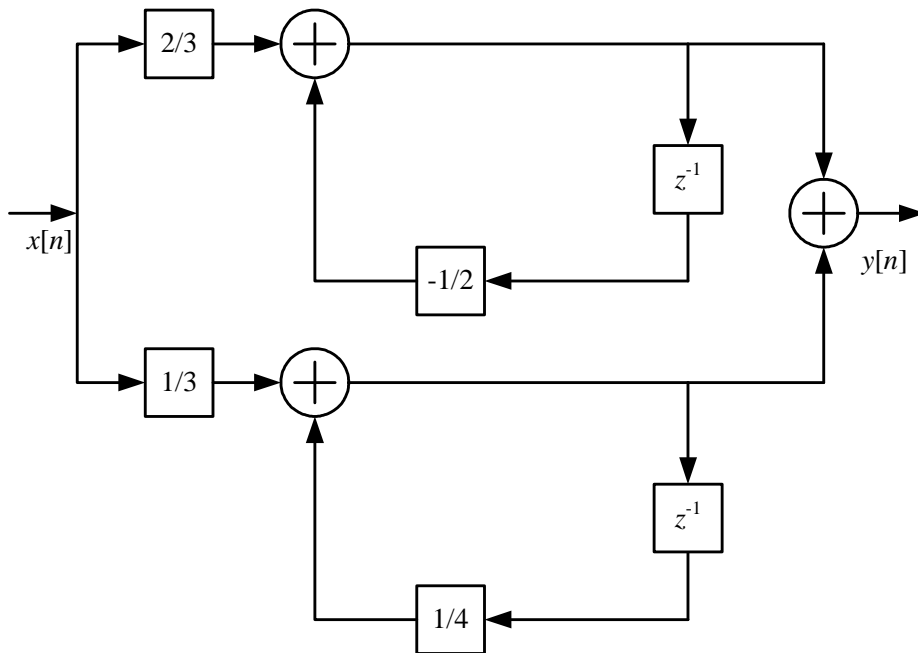 2/3
z⁻¹
x[n]
-1/2
y[n]
1/3
z⁻¹
1/4